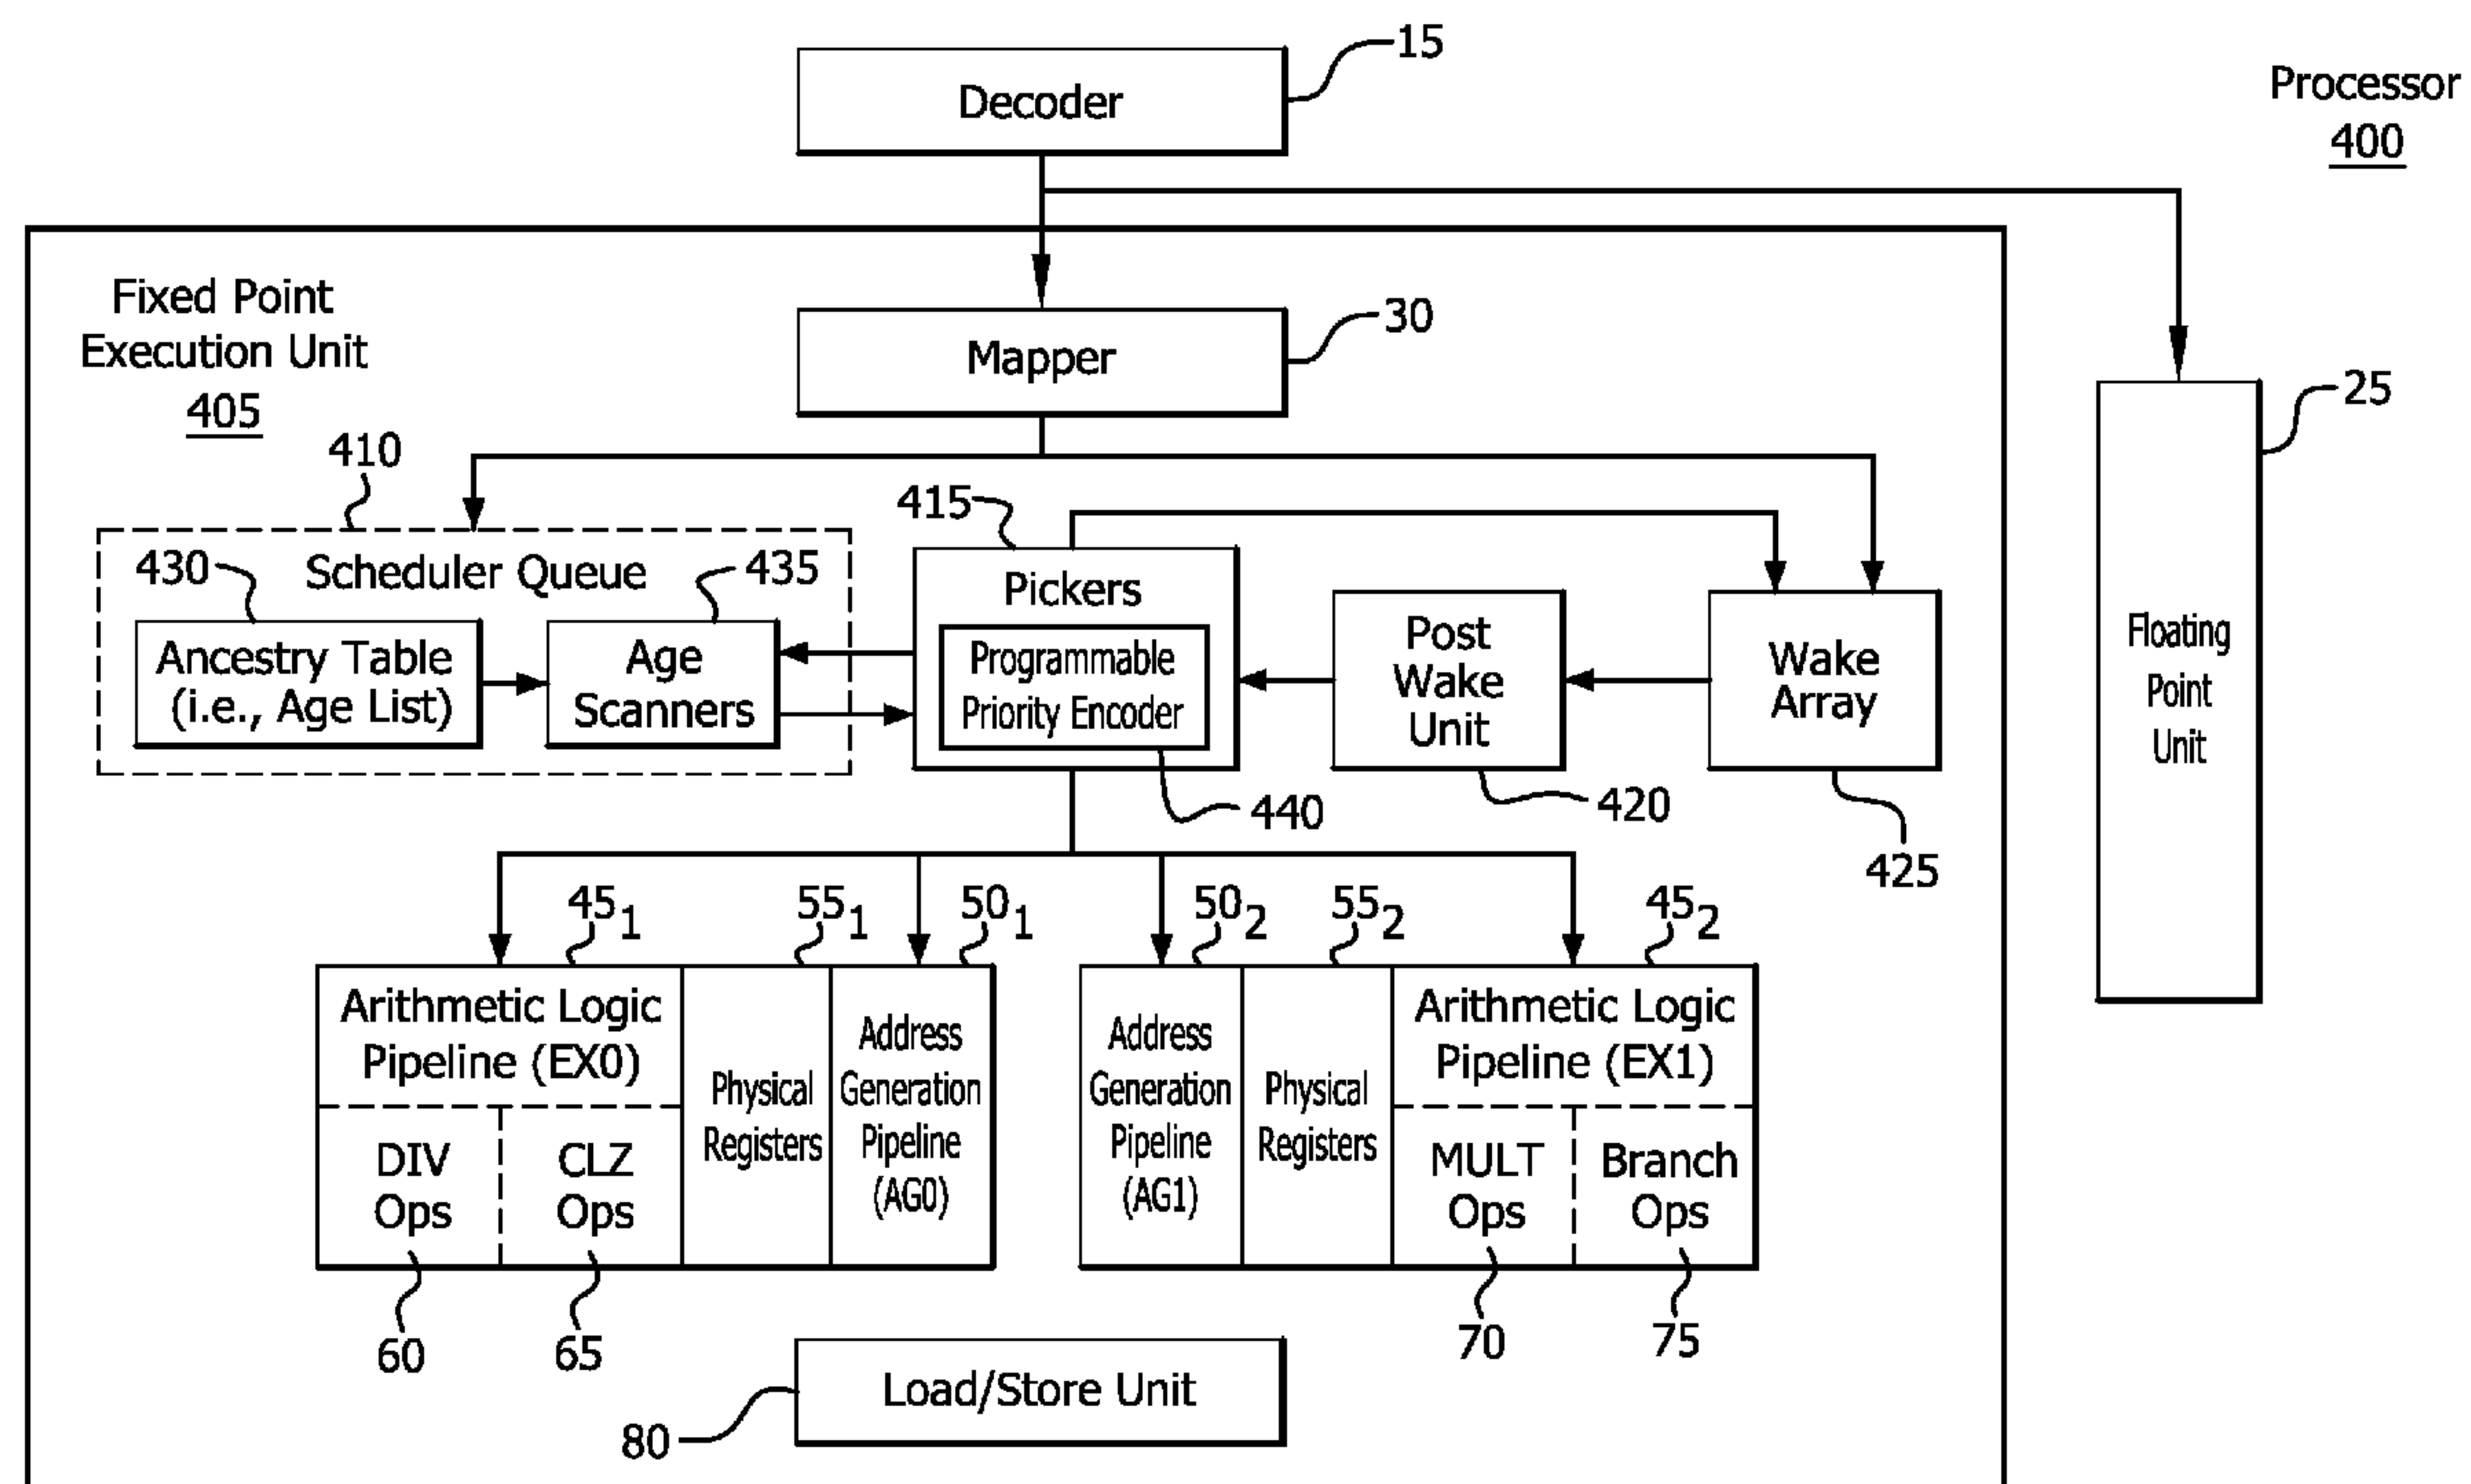 15
Decoder
Processor
400
Fixed Point
Execution Unit
405
30
Mapper
25
Floating
Point
Unit
410
Scheduler Queue
430
435
Ancestry Table
(i.e., Age List)
Age
Scanners
415
Pickers
Programmable
Priority Encoder
440
Post
Wake
Unit
420
Wake
Array
425
45₁
55₁
50₁
50₂
55₂
45₂
Arithmetic Logic
Pipeline (EX0)
DIV
Ops
CLZ
Ops
Physical
Registers
Address
Generation
Pipeline
(AG0)
Address
Generation
Pipeline
(AG1)
Physical
Registers
Arithmetic Logic
Pipeline (EX1)
MULT
Ops
Branch
Ops
60
65
70
75
Load/Store Unit
80